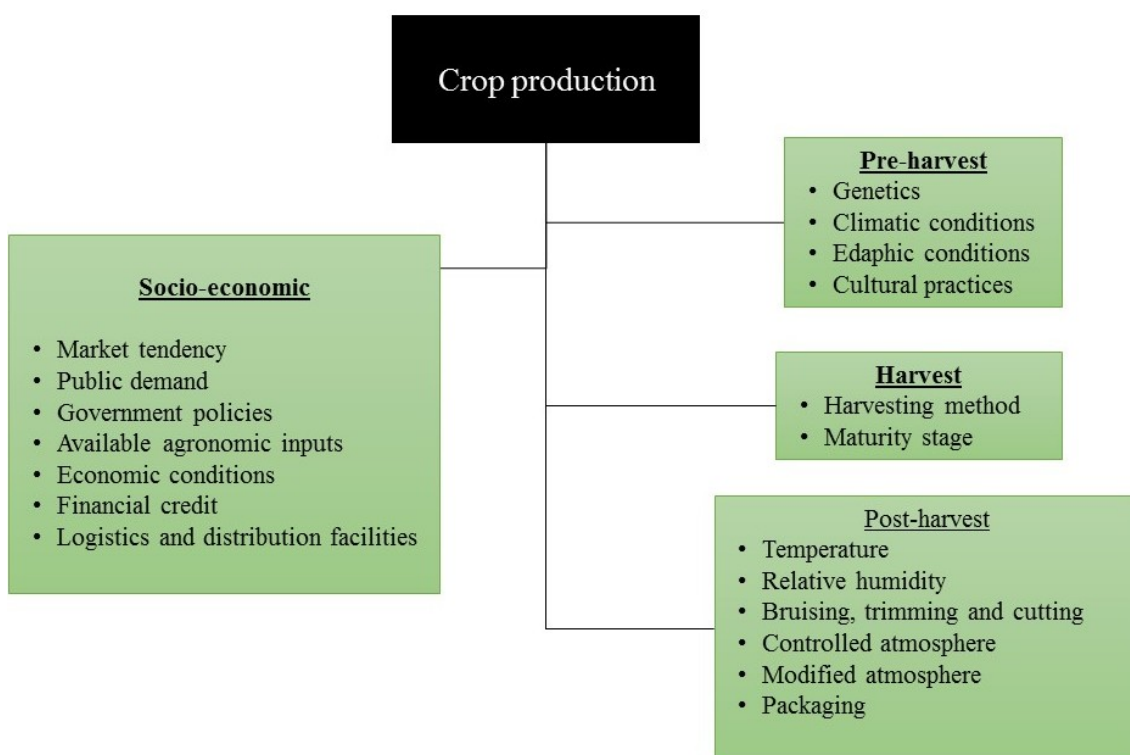 Crop production
Pre-harvest
• Genetics
• Climatic conditions
• Edaphic conditions
• Cultural practices
Socio-economic
• Market tendency
• Public demand
• Government policies
• Available agronomic inputs
• Economic conditions
• Financial credit
• Logistics and distribution facilities
Harvest
• Harvesting method
• Maturity stage
Post-harvest
• Temperature
• Relative humidity
• Bruising, trimming and cutting
• Controlled atmosphere
• Modified atmosphere
• Packaging